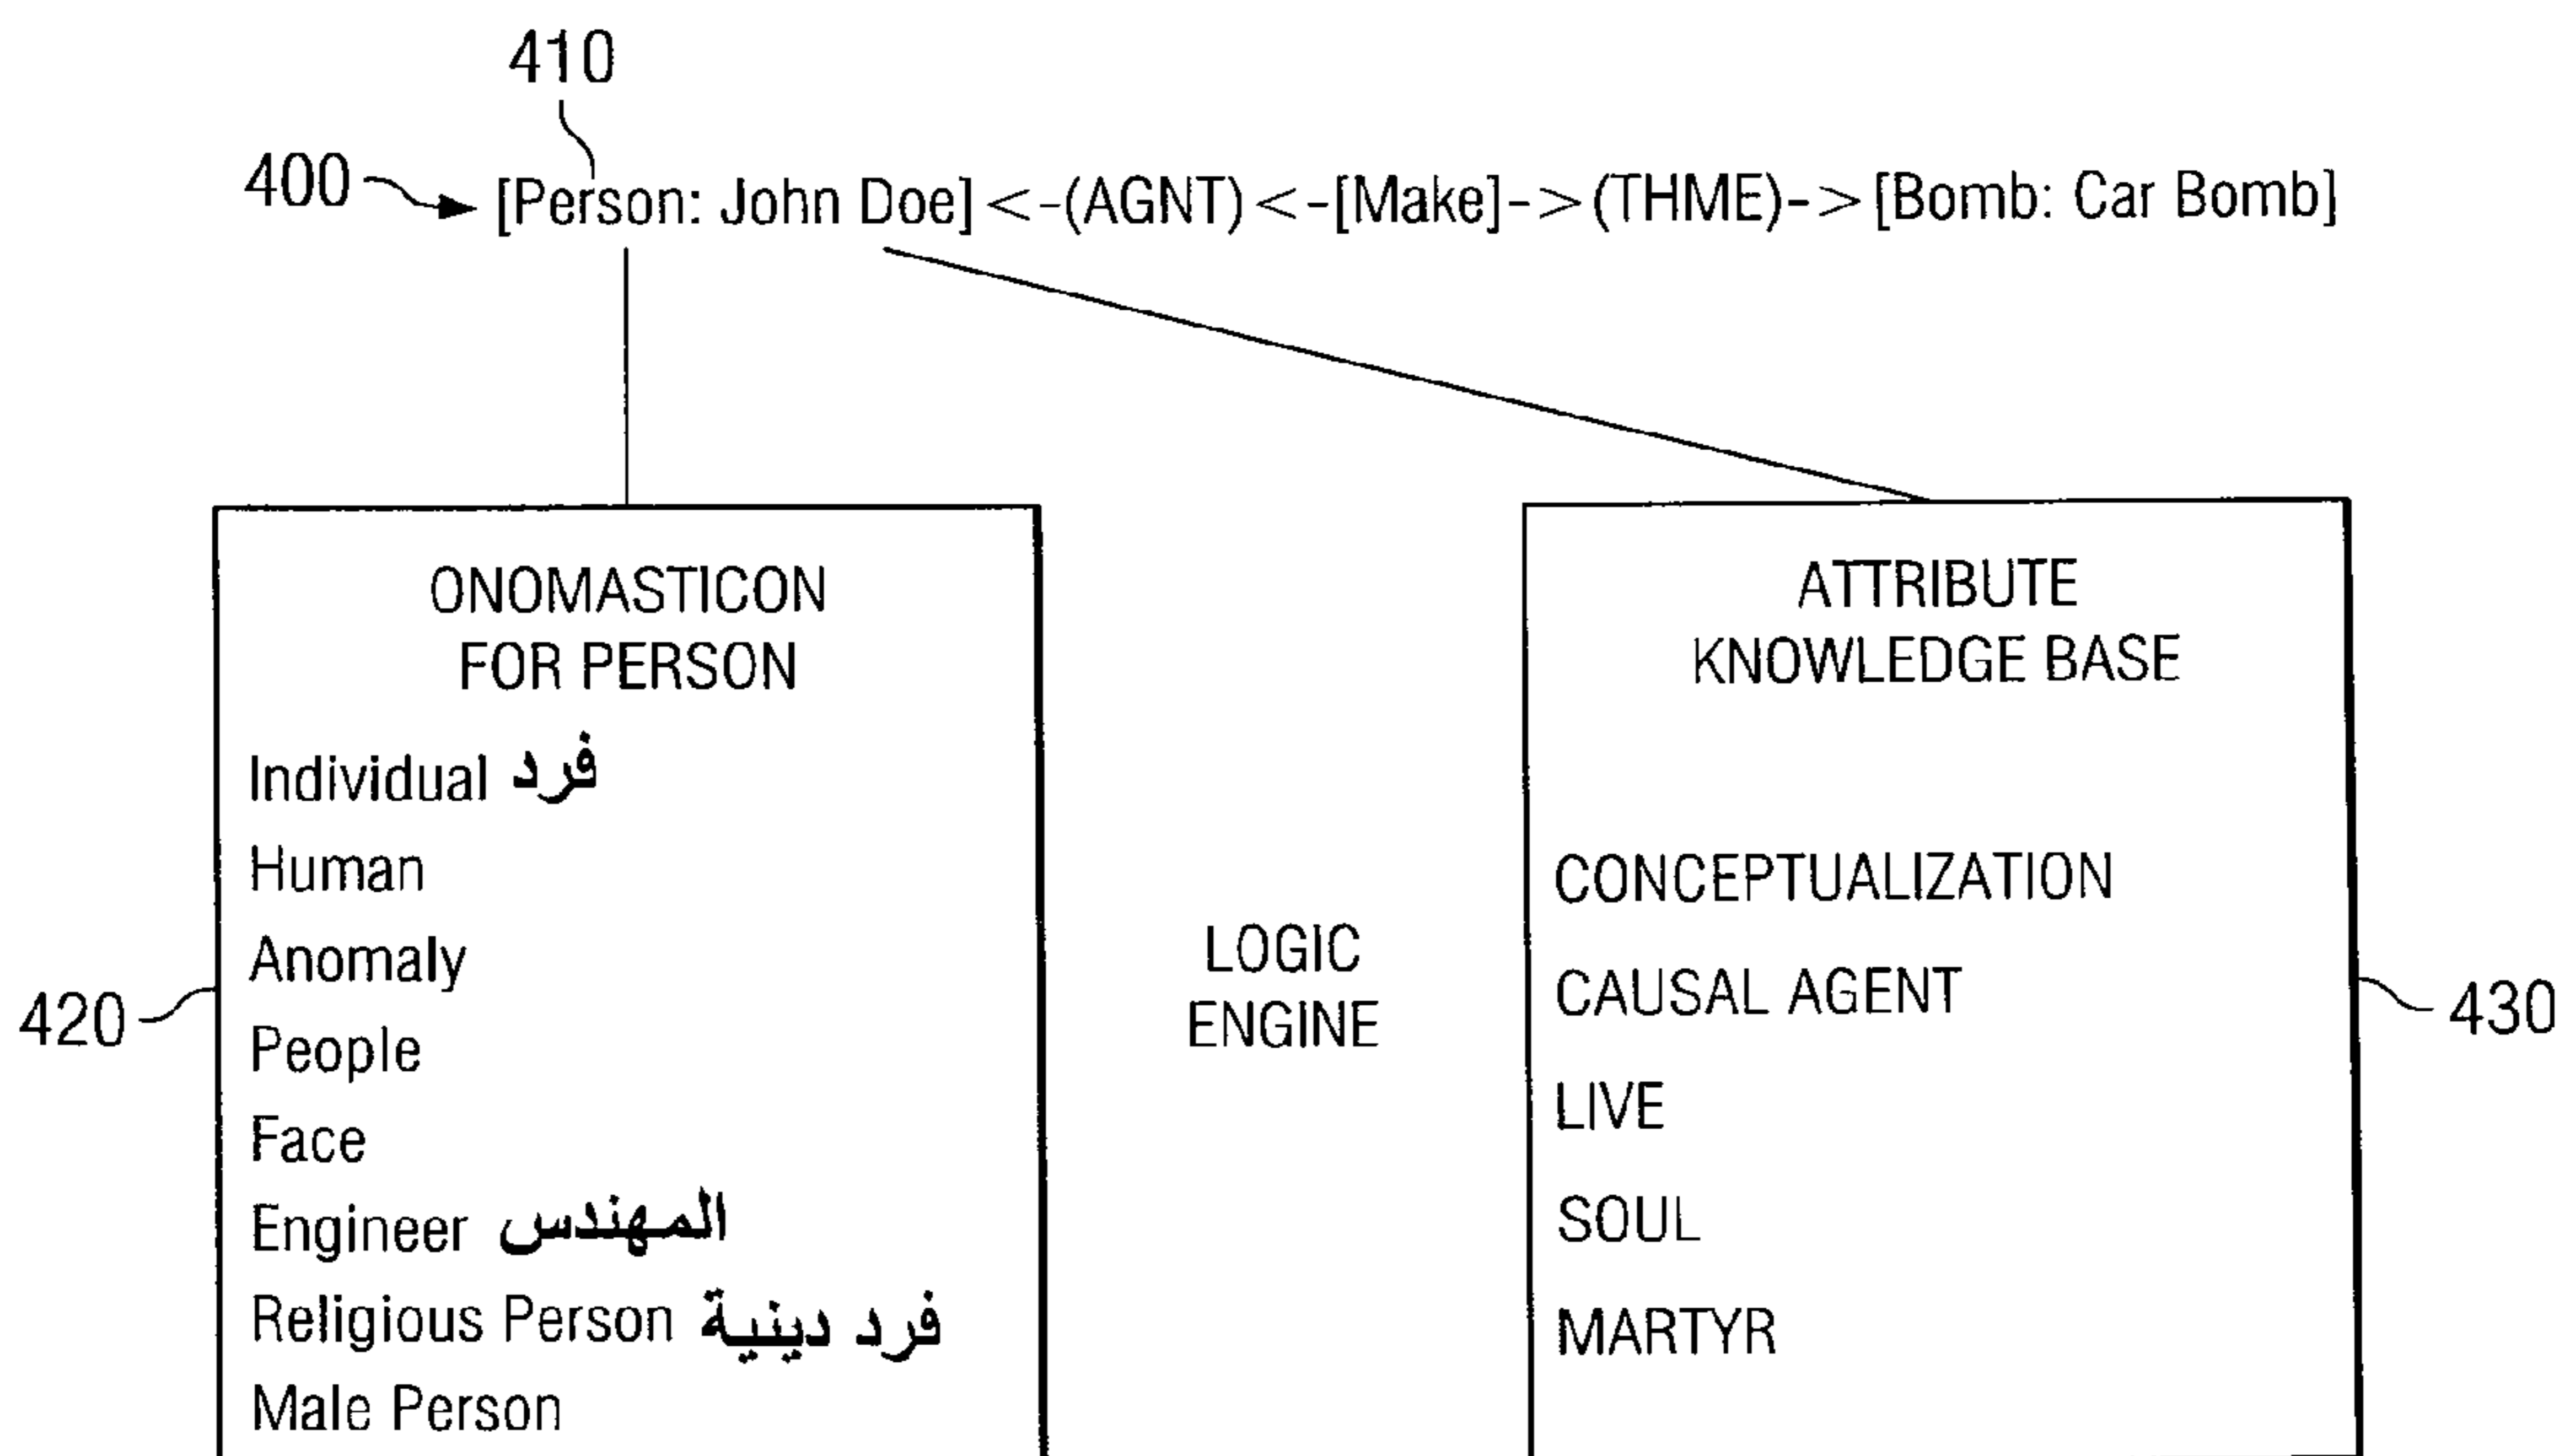 410
400 [Person: John Doe]<-(AGNT)<-[Make]->(THME)->[Bomb: Car Bomb]
ONOMASTICON
FOR PERSON
Individual فرد
Human
Anomaly
People
Face
Engineer المهندس
Religious Person فرد دينية
Male Person
420
LOGIC
ENGINE
ATTRIBUTE
KNOWLEDGE BASE
CONCEPTUALIZATION
CAUSAL AGENT
LIVE
SOUL
MARTYR
430